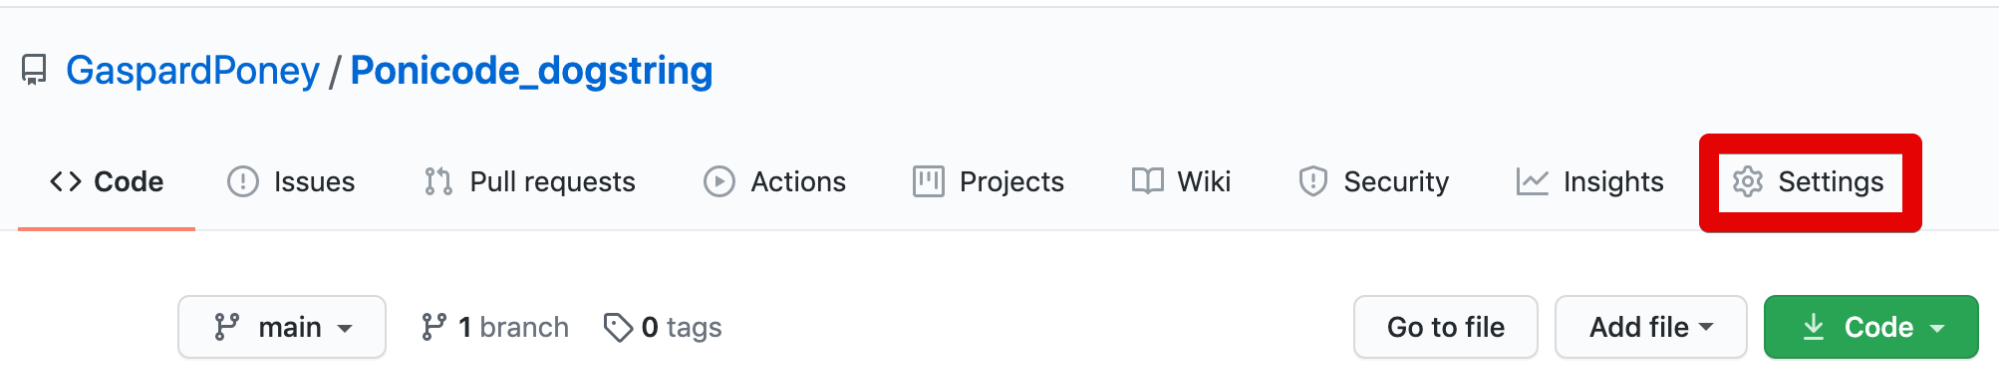 GaspardPoney / Ponicode_dogstring
Code Issues Pull requests Actions Projects Wiki Security Insights Settings
main 1 branch 0 tags Go to file Add file Code